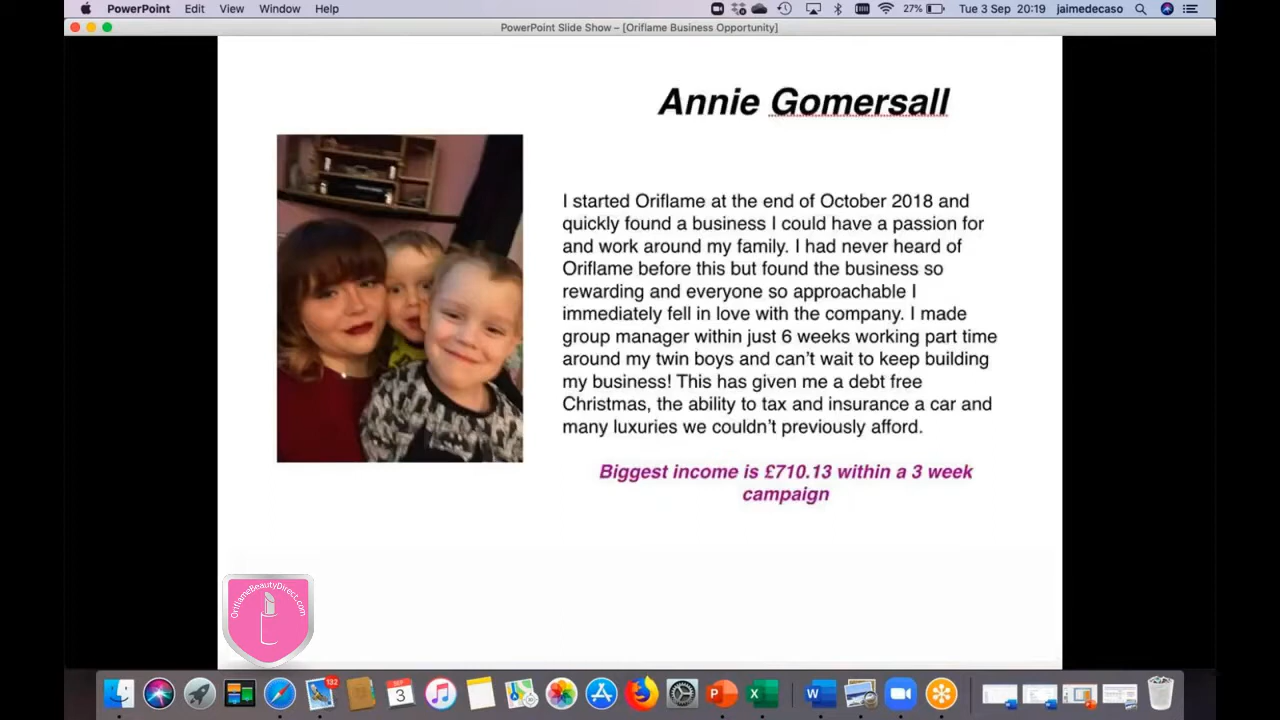 PowerPoint Edit View Window Help 27% Tue 3 Sep 20:19 jaimedecaso
PowerPoint Slide Show – [Oriflame Business Opportunity]
Annie Gomersall
I started Oriflame at the end of October 2018 and
quickly found a business I could have a passion for
and work around my family. I had never heard of
Oriflame before this but found the business so
rewarding and everyone so approachable I
immediately fell in love with the company. I made
group manager within just 6 weeks working part time
around my twin boys and can't wait to keep building
my business! This has given me a debt free
Christmas, the ability to tax and insurance a car and
many luxuries we couldn't previously afford.
Biggest income is £710.13 within a 3 week
campaign
OriflameBeautyDirect.com
132
SEP
3
P
X
W